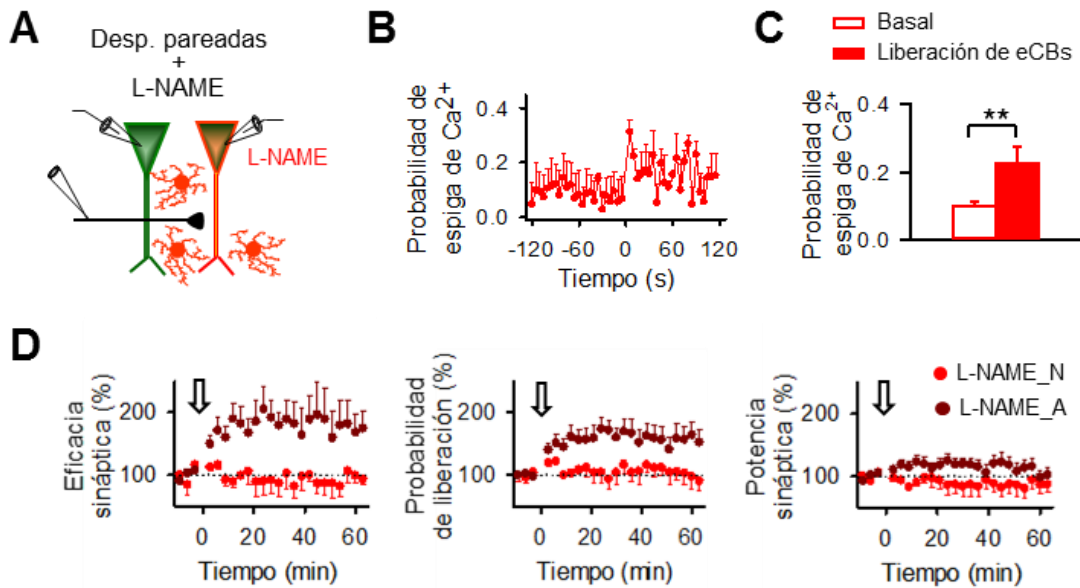 A
Desp. pareadas
+
L-NAME
L-NAME
B
Probabilidad de
espiga de Ca2+
0.4
0.2
0.0
-120
-60
0
60
120
Tiempo (s)
C
Basal
Liberación de eCBs
Probabilidad de
espiga de Ca2+
0.4
0.2
0.0
**
D
Eficacia
sináptica (%)
200
100
0
20
40
60
Tiempo (min)
Probabilidad
de liberación (%)
200
100
0
20
40
60
Tiempo (min)
Potencia
sináptica (%)
200
100
0
20
40
60
Tiempo (min)
L-NAME_N
L-NAME_A